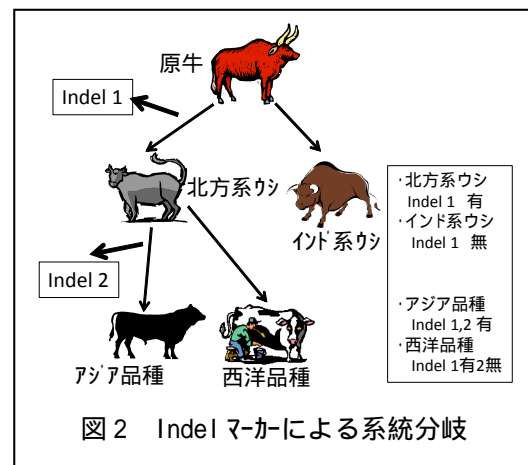 原牛
Indel 1
北方系ｳｼ
ｲﾝﾄﾞ系ｳｼ
Indel 2
ｱｼﾞｱ品種
西洋品種
･北方系ウシ
Indel 1 有
･インド系ウシ
Indel 1 無
･アジア品種
Indel 1,2 有
･西洋品種
Indel 1有2無
図２ Indel ﾏｰｶｰによる系統分岐